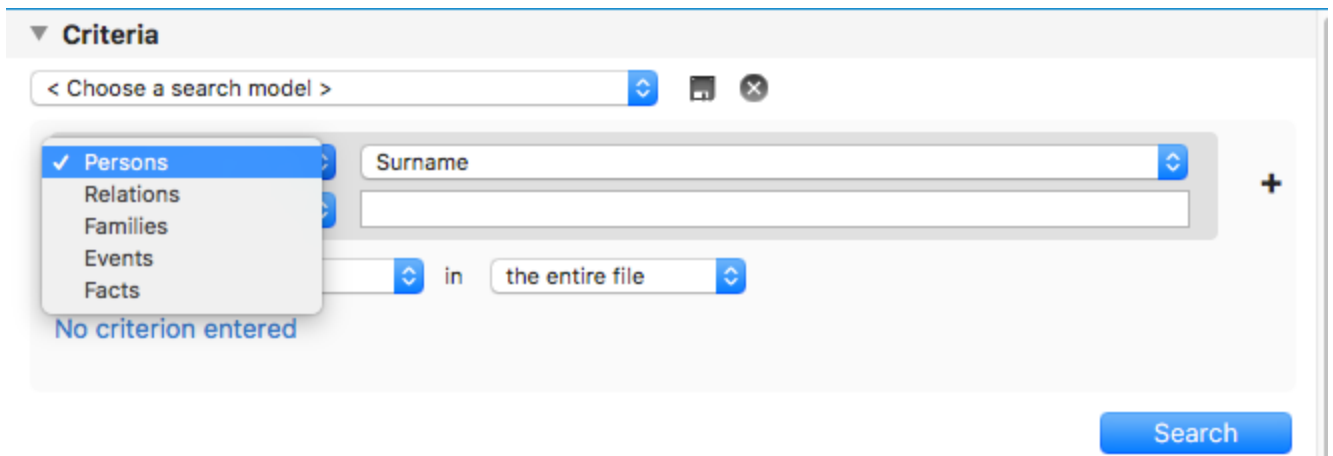 Criteria
< Choose a search model >
Persons
Surname
Relations
Families
Events
in
the entire file
Facts
No criterion entered
Search